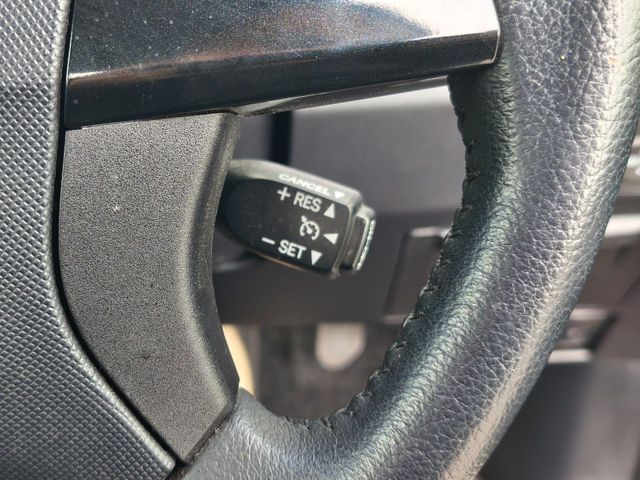 CANCEL ▼
+ RES ▲
◄
− SET ▼